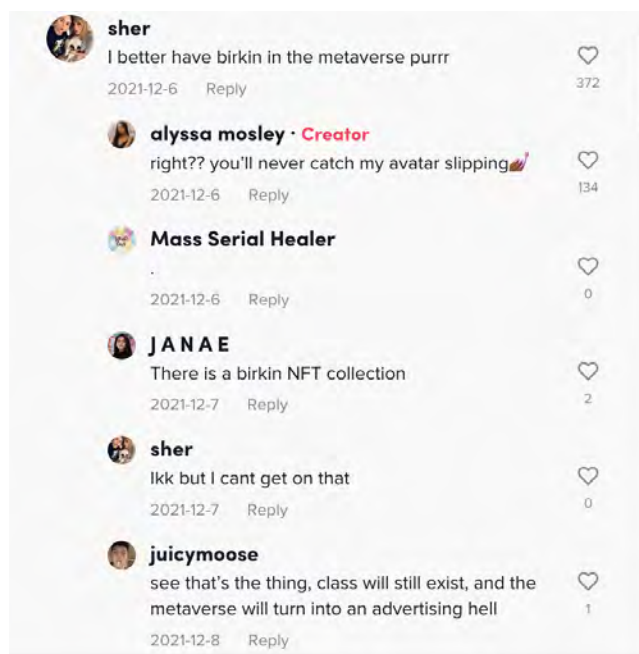 sher
I better have birkin in the metaverse purrr
372
2021-12-6 Reply
alyssa mosley · Creator
right?? you'll never catch my avatar slipping💅🏾
134
2021-12-6 Reply
Mass Serial Healer
.
2021-12-6 Reply
0
J A N A E
There is a birkin NFT collection
2021-12-7 Reply
2
sher
Ikk but I cant get on that
2021-12-7 Reply
0
juicymoose
see that's the thing, class will still exist, and the
metaverse will turn into an advertising hell
1
2021-12-8 Reply